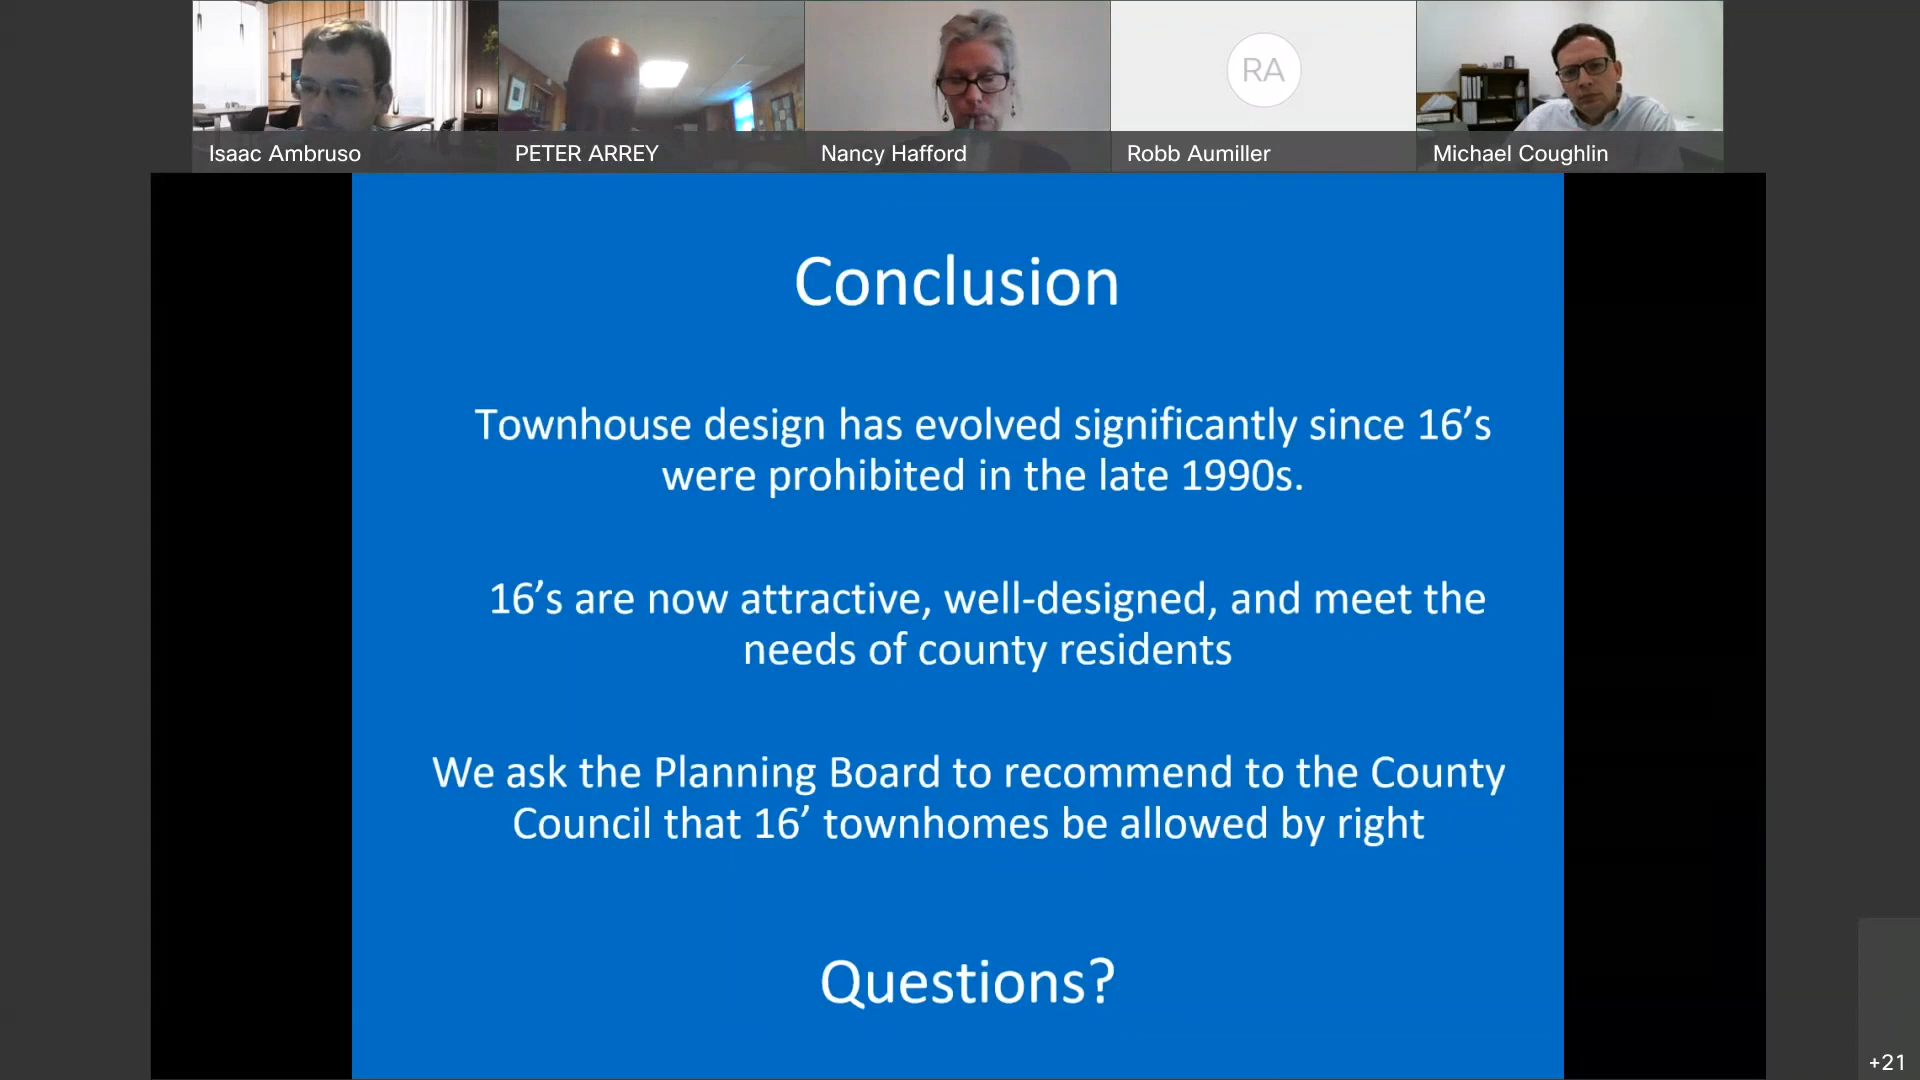 Isaac Ambruso
PETER ARREY
Nancy Hafford
RA
Robb Aumiller
Michael Coughlin
Conclusion
Townhouse design has evolved significantly since 16’s
were prohibited in the late 1990s.
16’s are now attractive, well-designed, and meet the
needs of county residents
We ask the Planning Board to recommend to the County
Council that 16’ townhomes be allowed by right
Questions?
+21